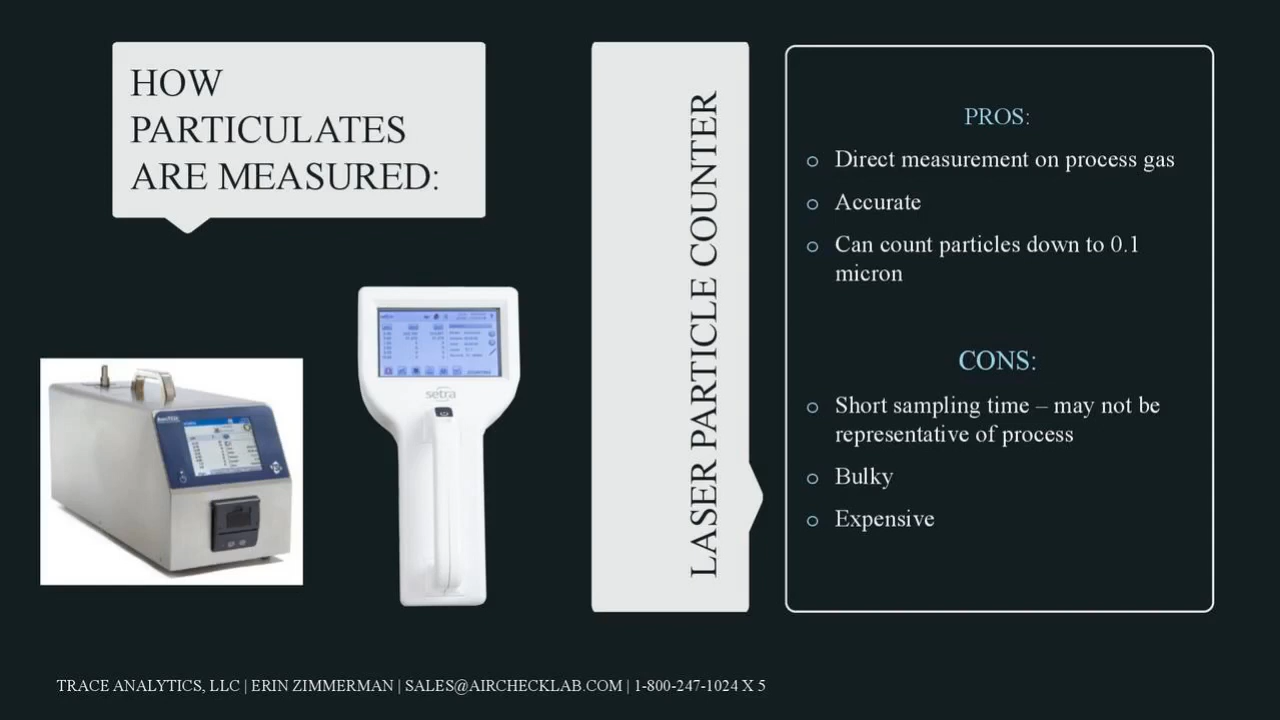 HOW
PARTICULATES
ARE MEASURED:
setra
LASER PARTICLE COUNTER
PROS:
Direct measurement on process gas
Accurate
Can count particles down to 0.1
micron
CONS:
Short sampling time – may not be
representative of process
Bulky
Expensive
TRACE ANALYTICS, LLC | ERIN ZIMMERMAN | SALES@AIRCHECKLAB.COM | 1-800-247-1024 X 5